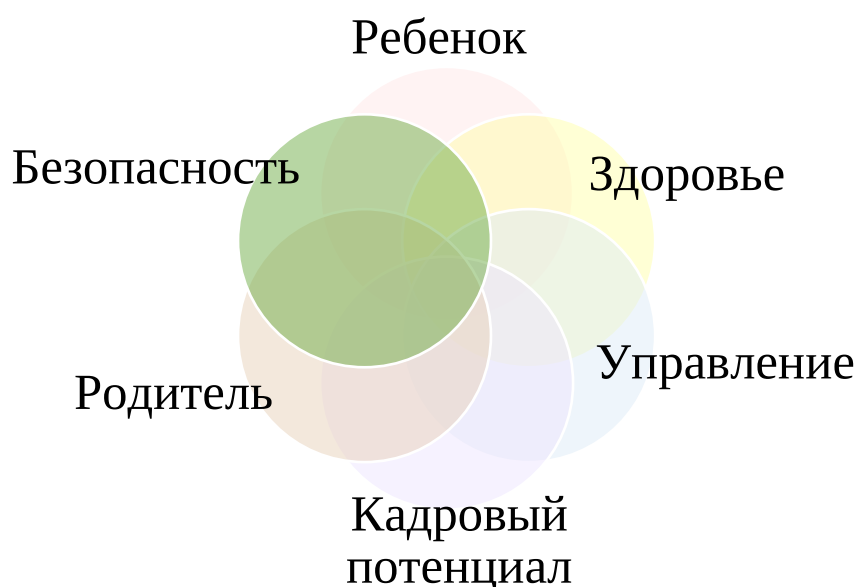 Ребенок
Безопасность
Здоровье
Управление
Родитель
Кадровый
потенциал